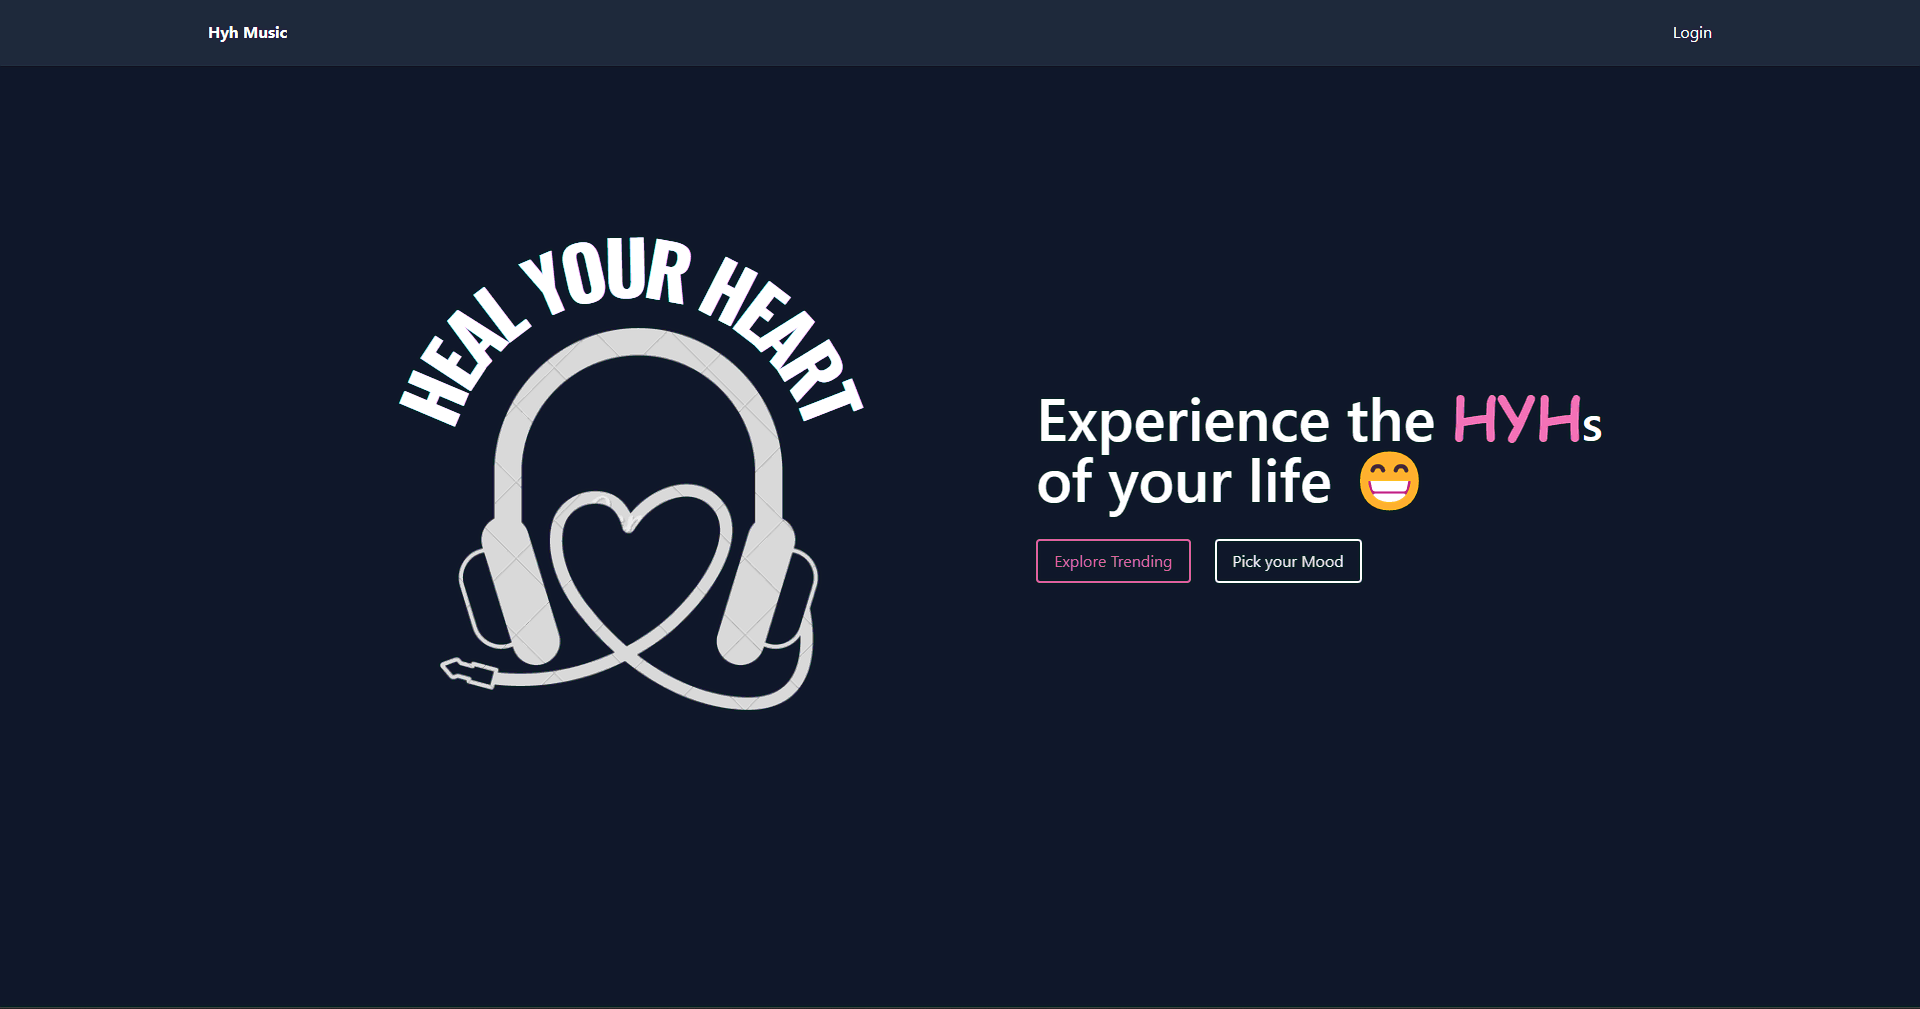 Hyh Music
Login
HEAL YOUR HEART
Experience the HYHs
of your life 😁
Explore Trending
Pick your Mood